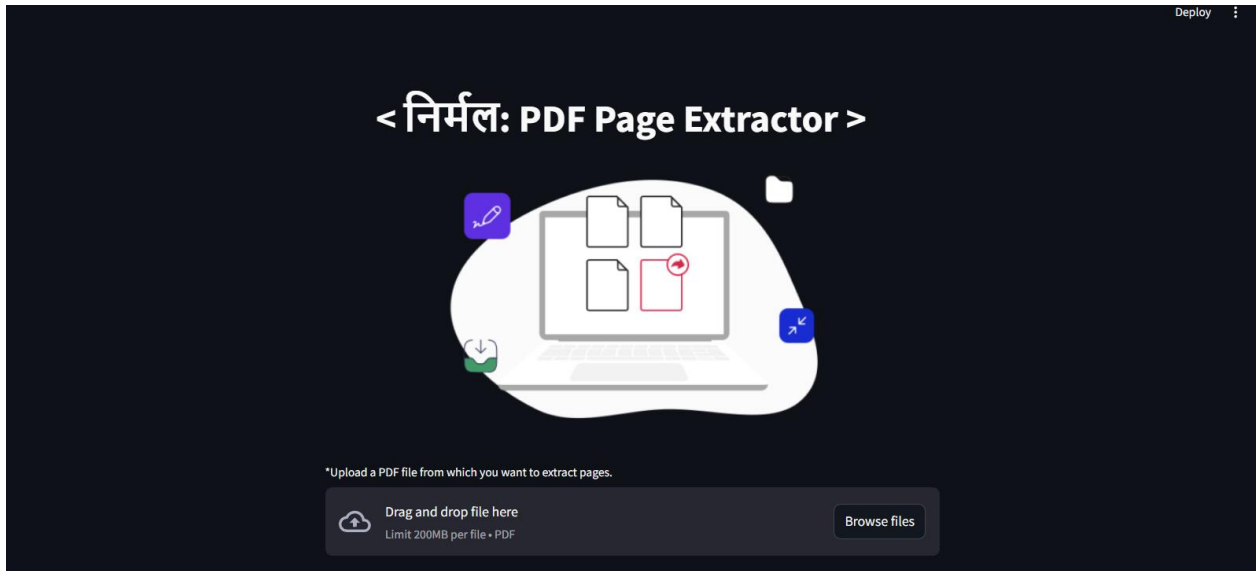 Deploy
< निर्मल: PDF Page Extractor >
*Upload a PDF file from which you want to extract pages.
Drag and drop file here
Limit 200MB per file • PDF
Browse files